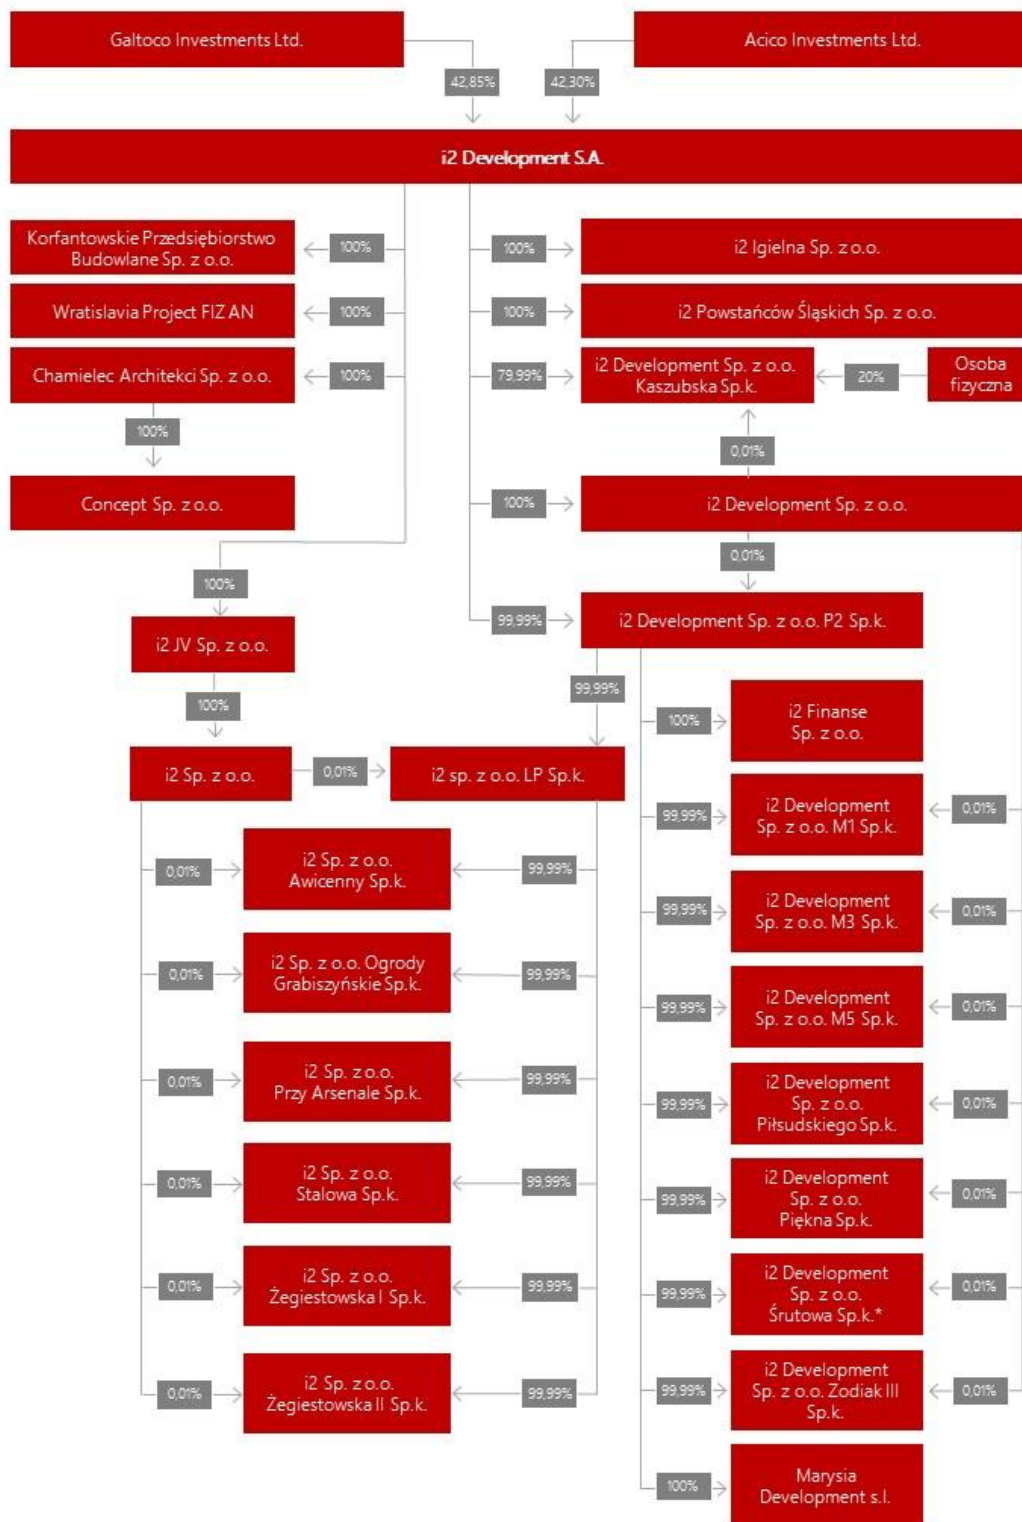 Galtoco Investments Ltd.
Acico Investments Ltd.
42,85%
42,30%
i2 Development S.A.
Korfantowskie Przedsiębiorstwo
Budowlane Sp. z o.o.
100%
100%
i2 Igielna Sp. z o.o.
Wratislavia Project FIZ AN
100%
100%
i2 Powstańców Śląskich Sp. z o.o.
Chamielec Architekci Sp. z o.o.
100%
79,99%
i2 Development Sp. z o.o.
Kaszubska Sp.k.
20%
Osoba
fizyczna
100%
0,01%
Concept Sp. z o.o.
100%
i2 Development Sp. z o.o.
0,01%
100%
99,99%
i2 Development Sp. z o.o. P2 Sp.k.
i2 JV Sp. z o.o.
100%
99,99%
100%
i2 Finanse
Sp. z o.o.
i2 Sp. z o.o.
0,01%
i2 sp. z o.o. LP Sp.k.
99,99%
i2 Development
Sp. z o.o. M1 Sp.k.
0,01%
0,01%
i2 Sp. z o.o.
Awicenny Sp.k.
99,99%
99,99%
i2 Development
Sp. z o.o. M3 Sp.k.
0,01%
0,01%
i2 Sp. z o.o. Ogrody
Grabiszyńskie Sp.k.
99,99%
99,99%
i2 Development
Sp. z o.o. M5 Sp.k.
0,01%
0,01%
i2 Sp. z o.o.
Przy Arsenale Sp.k.
99,99%
99,99%
i2 Development
Sp. z o.o.
Piłsudskiego Sp.k.
0,01%
0,01%
i2 Sp. z o.o.
Stalowa Sp.k.
99,99%
99,99%
i2 Development
Sp. z o.o.
Piękna Sp.k.
0,01%
0,01%
i2 Sp. z o.o.
Żegiestowska I Sp.k.
99,99%
99,99%
i2 Development
Sp. z o.o.
Śrutowa Sp.k.*
0,01%
0,01%
i2 Sp. z o.o.
Żegiestowska II Sp.k.
99,99%
99,99%
i2 Development
Sp. z o.o. Zodiak III
Sp.k.
0,01%
100%
Marysia
Development s.l.